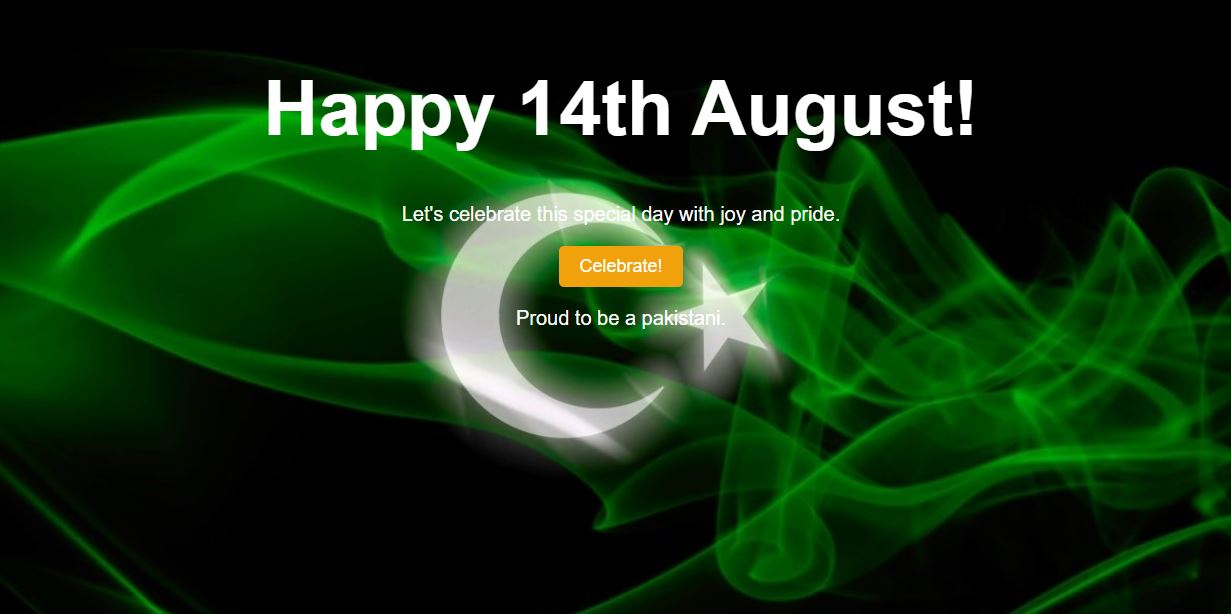 Happy 14th August!
Let's celebrate this special day with joy and pride.
Celebrate!
Proud to be a pakistani.